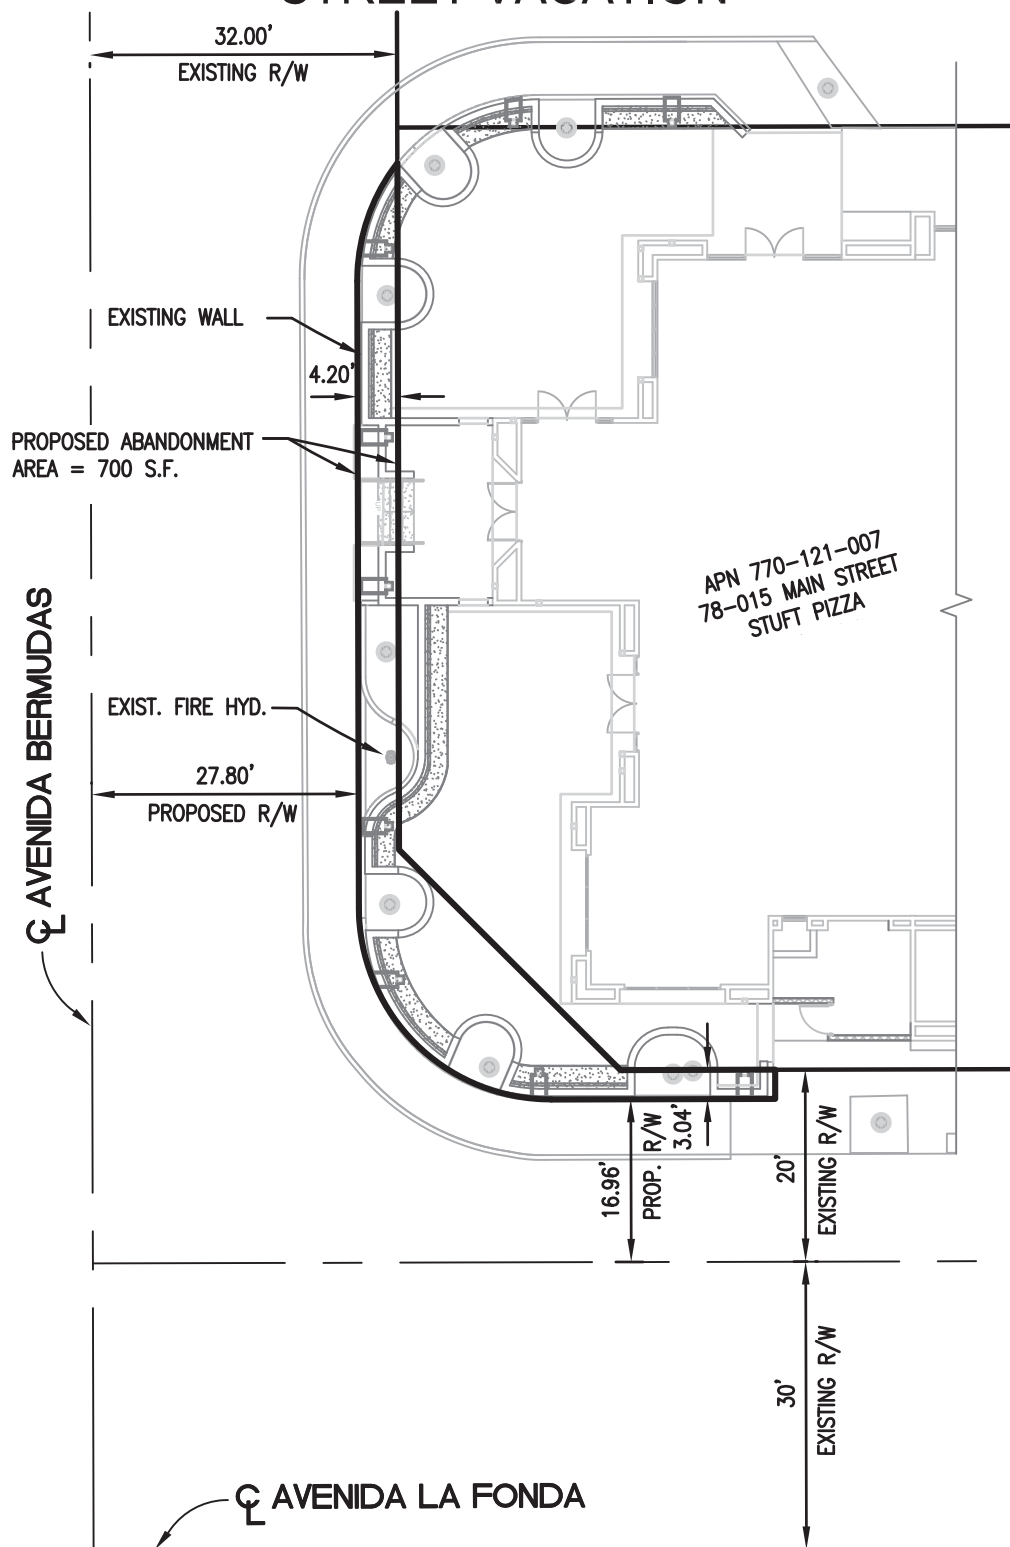 STREET VACATION
32.00'
EXISTING R/W
EXISTING WALL
4.20'
PROPOSED ABANDONMENT
AREA = 700 S.F.
APN 770-121-007
78-015 MAIN STREET
STUFT PIZZA
EXIST. FIRE HYD.
27.80'
PROPOSED R/W
℄ AVENIDA BERMUDAS
3.04'
16.96'
PROP. R/W
20'
EXISTING R/W
30'
EXISTING R/W
℄ AVENIDA LA FONDA